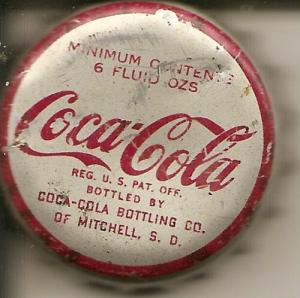 MINIMUM CONTENTS
6 FLUID OZS
Coca-Cola
REG. U. S. PAT. OFF.
BOTTLED BY
COCA-COLA BOTTLING CO.
OF MITCHELL, S. D.